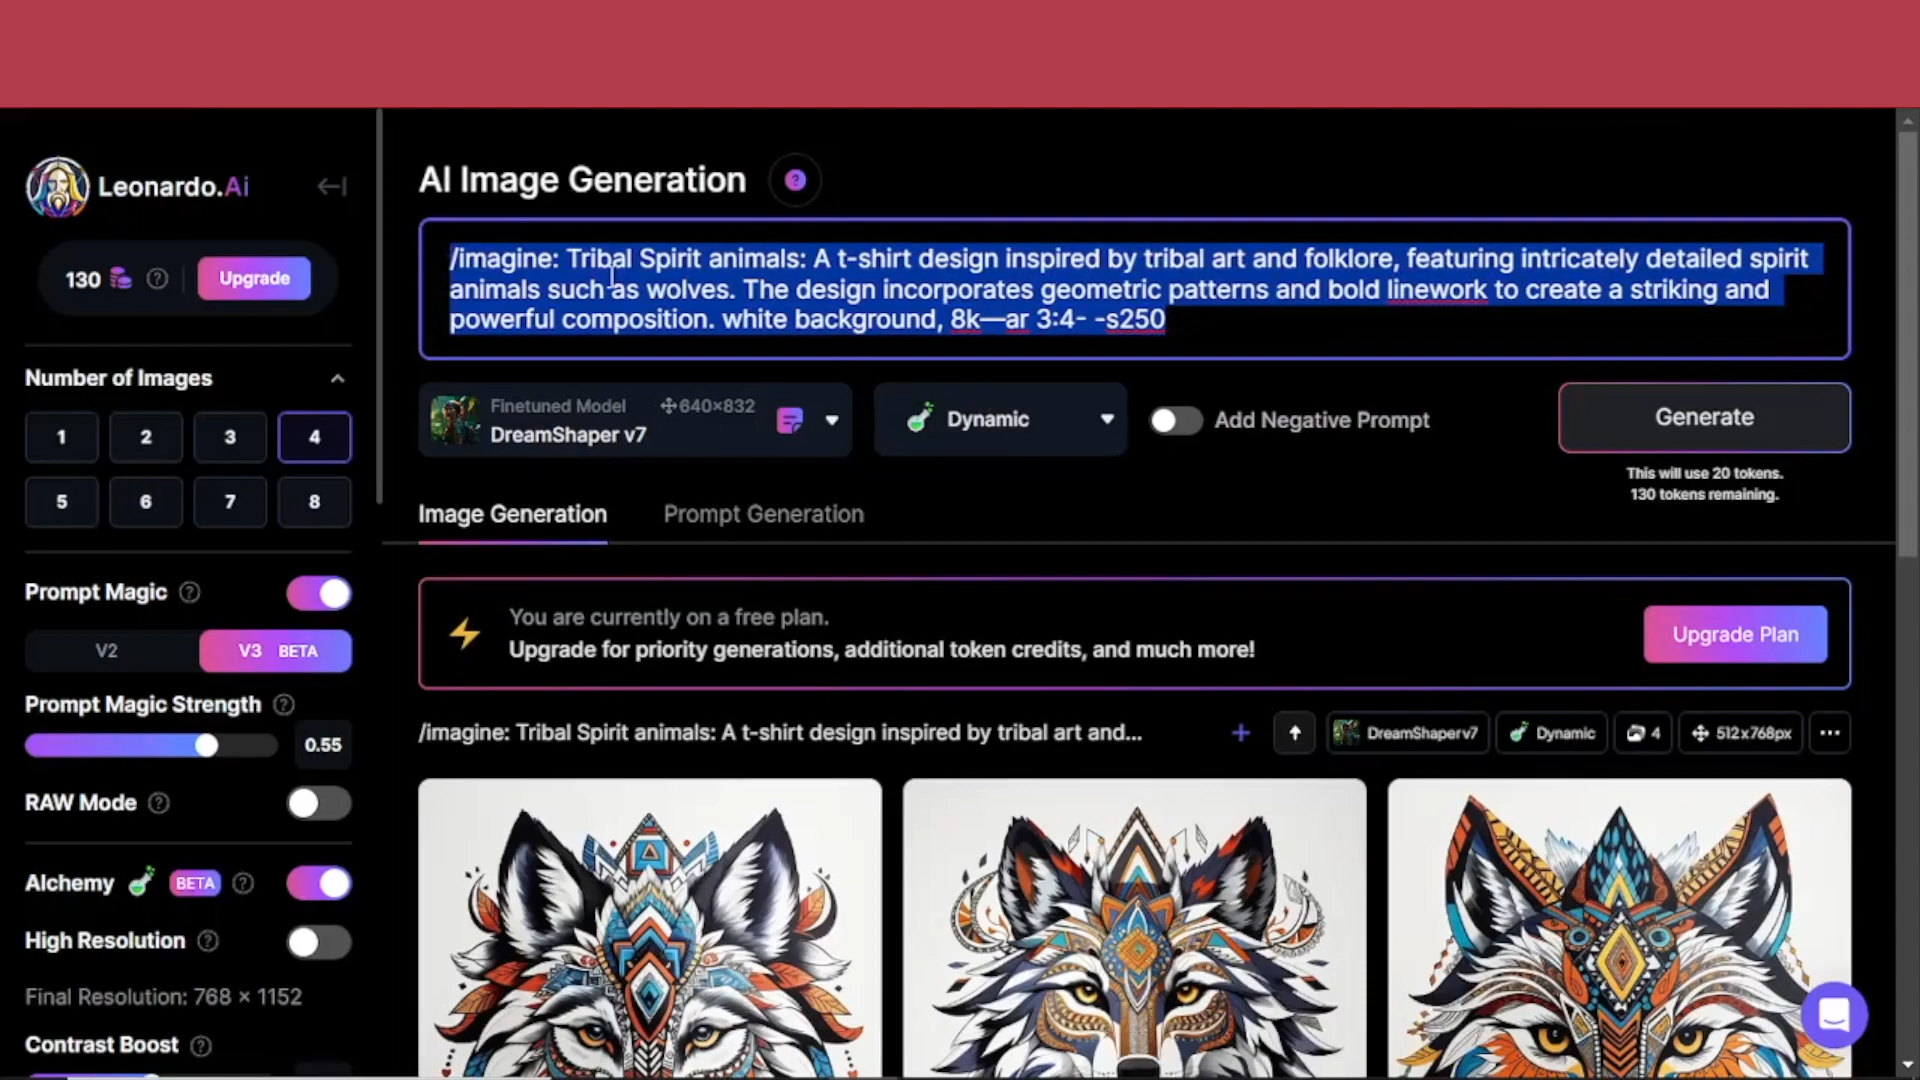 Leonardo.Ai
130
Upgrade
Number of Images
1 2 3 4
5 6 7 8
Prompt Magic
V2 V3 BETA
Prompt Magic Strength
0.55
RAW Mode
Alchemy BETA
High Resolution
Final Resolution: 768 × 1152
Contrast Boost
AI Image Generation
/imagine: Tribal Spirit animals: A t-shirt design inspired by tribal art and folklore, featuring intricately detailed spirit
animals such as wolves. The design incorporates geometric patterns and bold linework to create a striking and
powerful composition. white background, 8k—ar 3:4- -s250
Finetuned Model 640×832
DreamShaper v7
Dynamic
Add Negative Prompt
Generate
This will use 20 tokens.
130 tokens remaining.
Image Generation Prompt Generation
You are currently on a free plan.
Upgrade for priority generations, additional token credits, and much more!
Upgrade Plan
/imagine: Tribal Spirit animals: A t-shirt design inspired by tribal art and...
DreamShaper v7 Dynamic 4 512x768px